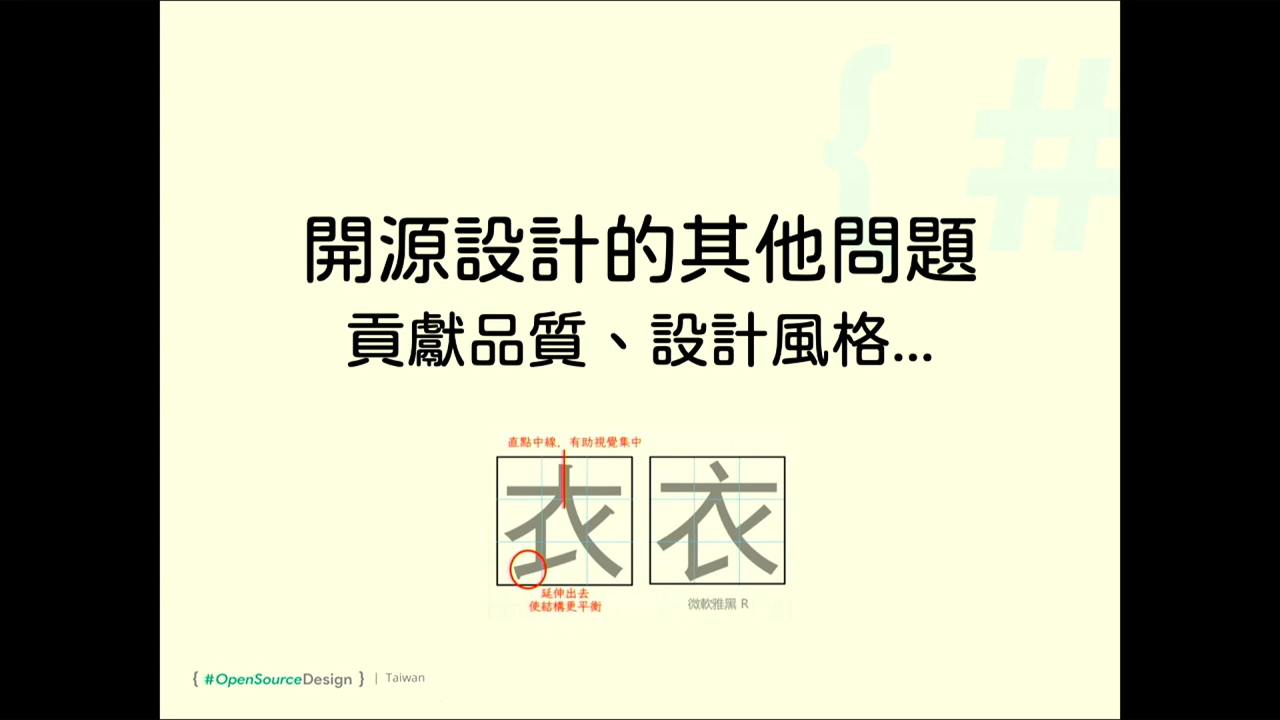 開源設計的其他問題
貢獻品質、設計風格...
直點中線，有助視覺集中
衣 衣
延伸出去
使結構更平衡
微軟雅黑 R
{ #OpenSourceDesign } | Taiwan
{ #